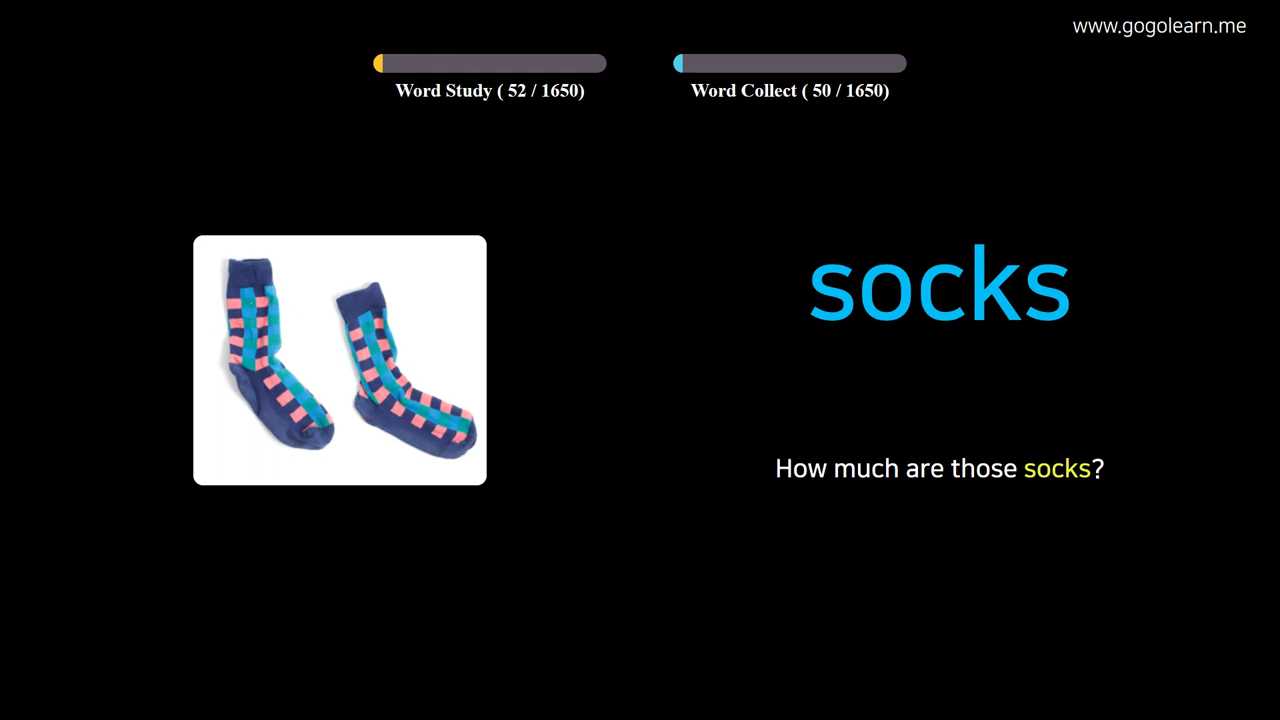 www.gogolearn.me
Word Study ( 52 / 1650)
Word Collect ( 50 / 1650)
socks
How much are those socks?